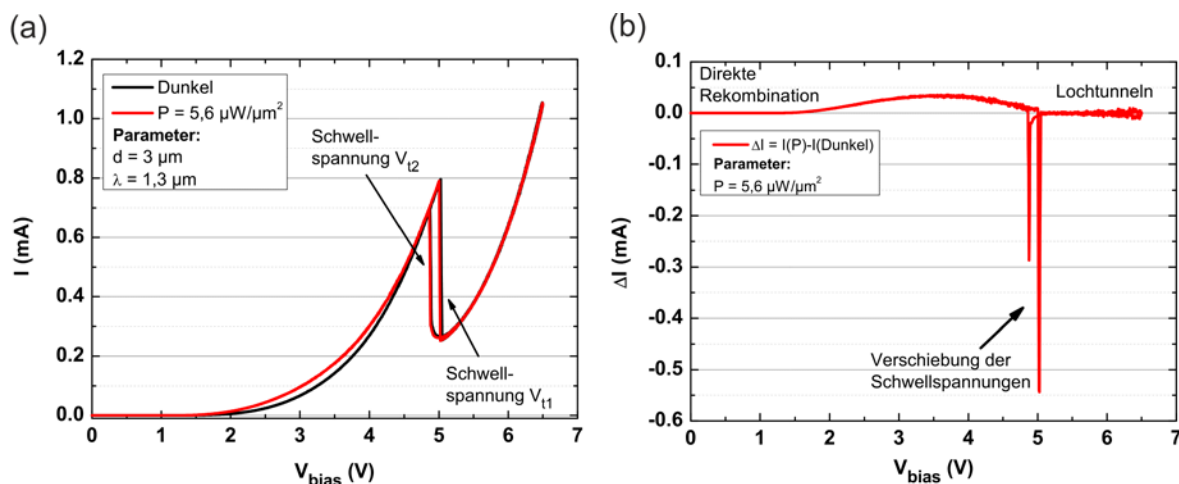 (a)
1.2
1.0
0.8
0.6
0.4
0.2
0.0
I (mA)
Dunkel
P = 5,6 µW/µm²
Parameter:
d = 3 µm
λ = 1,3 µm
Schwell-
spannung V_t2
Schwell-
spannung V_t1
0 1 2 3 4 5 6 7
V_bias (V)
(b)
0.1
0.0
-0.1
-0.2
-0.3
-0.4
-0.5
-0.6
ΔI (mA)
Direkte
Rekombination
Lochtunneln
ΔI = I(P)-I(Dunkel)
Parameter:
P = 5,6 µW/µm²
Verschiebung der
Schwellspannungen
0 1 2 3 4 5 6 7
V_bias (V)